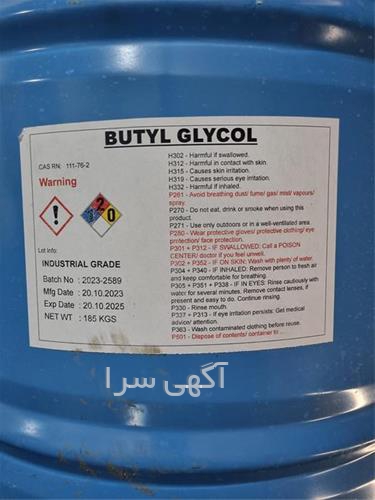 BUTYL GLYCOL
CAS RN: 111-76-2
Warning
2
0
Lot info:
INDUSTRIAL GRADE
Batch No : 2023-2589
Mfg Date : 20.10.2023
Exp Date : 20.10.2025
NET WT : 185 KGS
H302 - Harmful if swallowed.
H312 - Harmful in contact with skin.
H315 - Causes skin irritation.
H319 - Causes serious eye irritation.
H332 - Harmful if inhaled.
P261 - Avoid breathing dust/ fume/ gas/ mist/ vapours/
spray.
P270 - Do not eat, drink or smoke when using this
product.
P271 - Use only outdoors or in a well-ventilated area.
P280 - Wear protective gloves/ protective clothing/ eye
protection/ face protection.
P301 + P312 - IF SWALLOWED: Call a POISON
CENTER/ doctor if you feel unwell.
P302 + P352 - IF ON SKIN: Wash with plenty of water.
P304 + P340 - IF INHALED: Remove person to fresh air
and keep comfortable for breathing.
P305 + P351 + P338 - IF IN EYES: Rinse cautiously with
water for several minutes. Remove contact lenses, if
present and easy to do. Continue rinsing.
P330 - Rinse mouth.
P337 + P313 - If eye irritation persists: Get medical
advice/ attention.
P363 - Wash contaminated clothing before reuse.
P501 - Dispose of contents/ container to ...
آگهی سرا